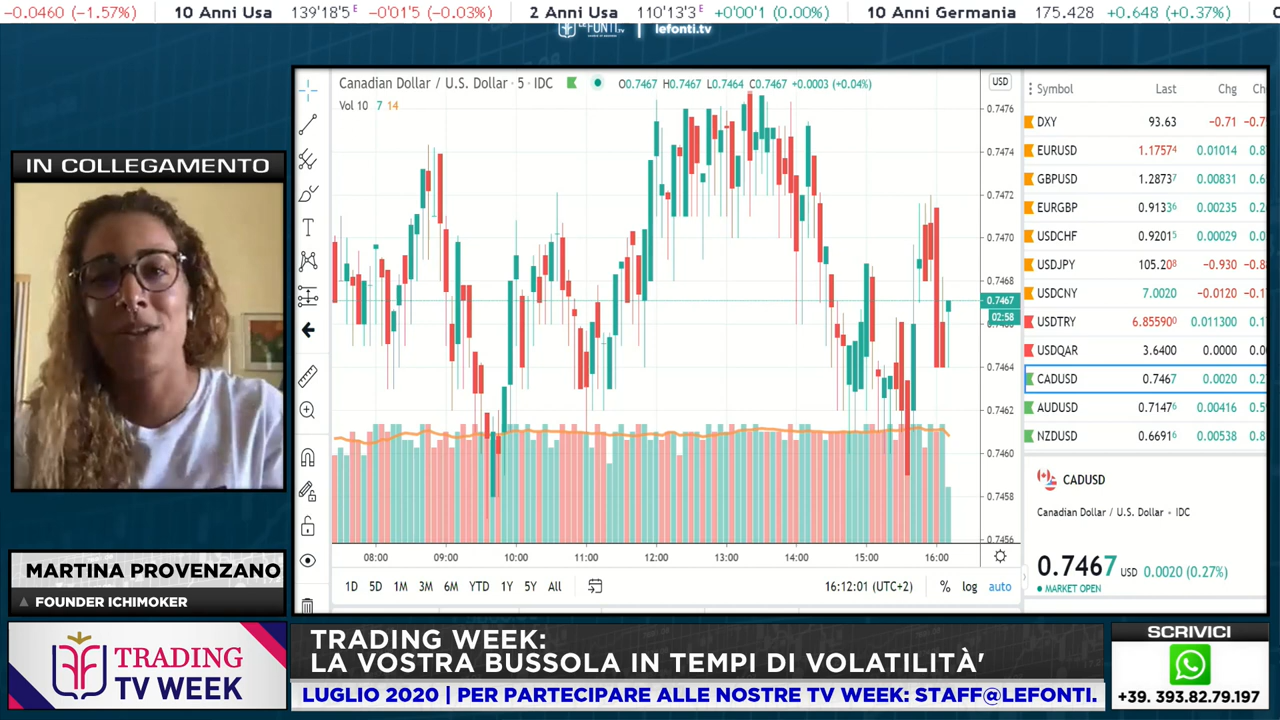 -0.0460 (-1.57%) 10 Anni Usa 139'18'5E -0'01'5 (-0.03%) 2 Anni Usa 110'13'3E +0'00'1 (0.00%) 10 Anni Germania 175.428 +0.648 (+0.37%)
LE FONTI.TV | lefonti.tv
IN COLLEGAMENTO
Canadian Dollar / U.S. Dollar · 5 · IDC O0.7467 H0.7467 L0.7464 C0.7467 +0.0003 (+0.04%)
Vol 10 7 14
USD
0.7476
0.7474
0.7472
0.7470
0.7468
0.7467
02:58
0.7466
0.7464
0.7462
0.7460
0.7458
0.7456
08:00 09:00 10:00 11:00 12:00 13:00 14:00 15:00 16:00
1D 5D 1M 3M 6M YTD 1Y 5Y All 16:12:01 (UTC+2) % log auto
Symbol Last Chg
DXY 93.63 -0.71
EURUSD 1.17574 0.01014
GBPUSD 1.28737 0.00831
EURGBP 0.91336 0.00235
USDCHF 0.92015 0.00029
USDJPY 105.208 -0.930
USDCNY 7.0020 -0.0120
USDTRY 6.855900 0.011300
USDQAR 3.6400 0.0000
CADUSD 0.7467 0.0020
AUDUSD 0.71476 0.00416
NZDUSD 0.66916 0.00538
CADUSD
Canadian Dollar / U.S. Dollar · IDC
0.7467 USD 0.0020 (0.27%)
MARKET OPEN
MARTINA PROVENZANO
FOUNDER ICHIMOKER
TRADING
TV WEEK
TRADING WEEK:
LA VOSTRA BUSSOLA IN TEMPI DI VOLATILITÀ'
LUGLIO 2020 | PER PARTECIPARE ALLE NOSTRE TV WEEK: STAFF@LEFONTI.
SCRIVICI
+39. 393.82.79.197